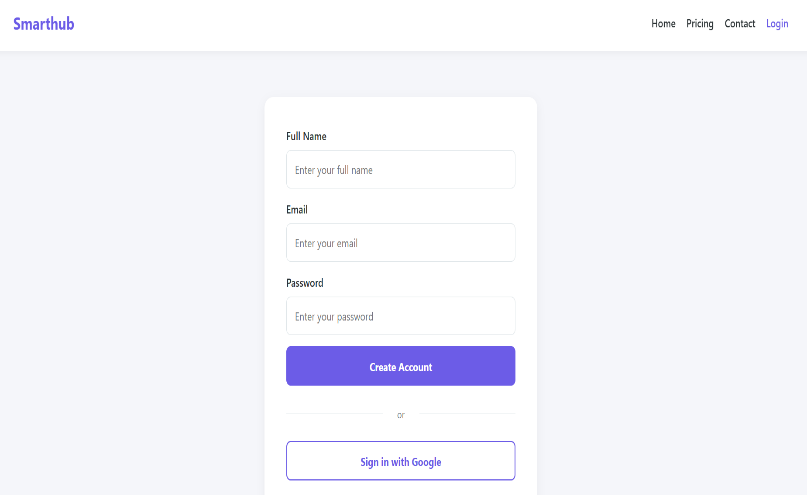 Smarthub
Home Pricing Contact Login
Full Name
Enter your full name
Email
Enter your email
Password
Enter your password
Create Account
or
Sign in with Google